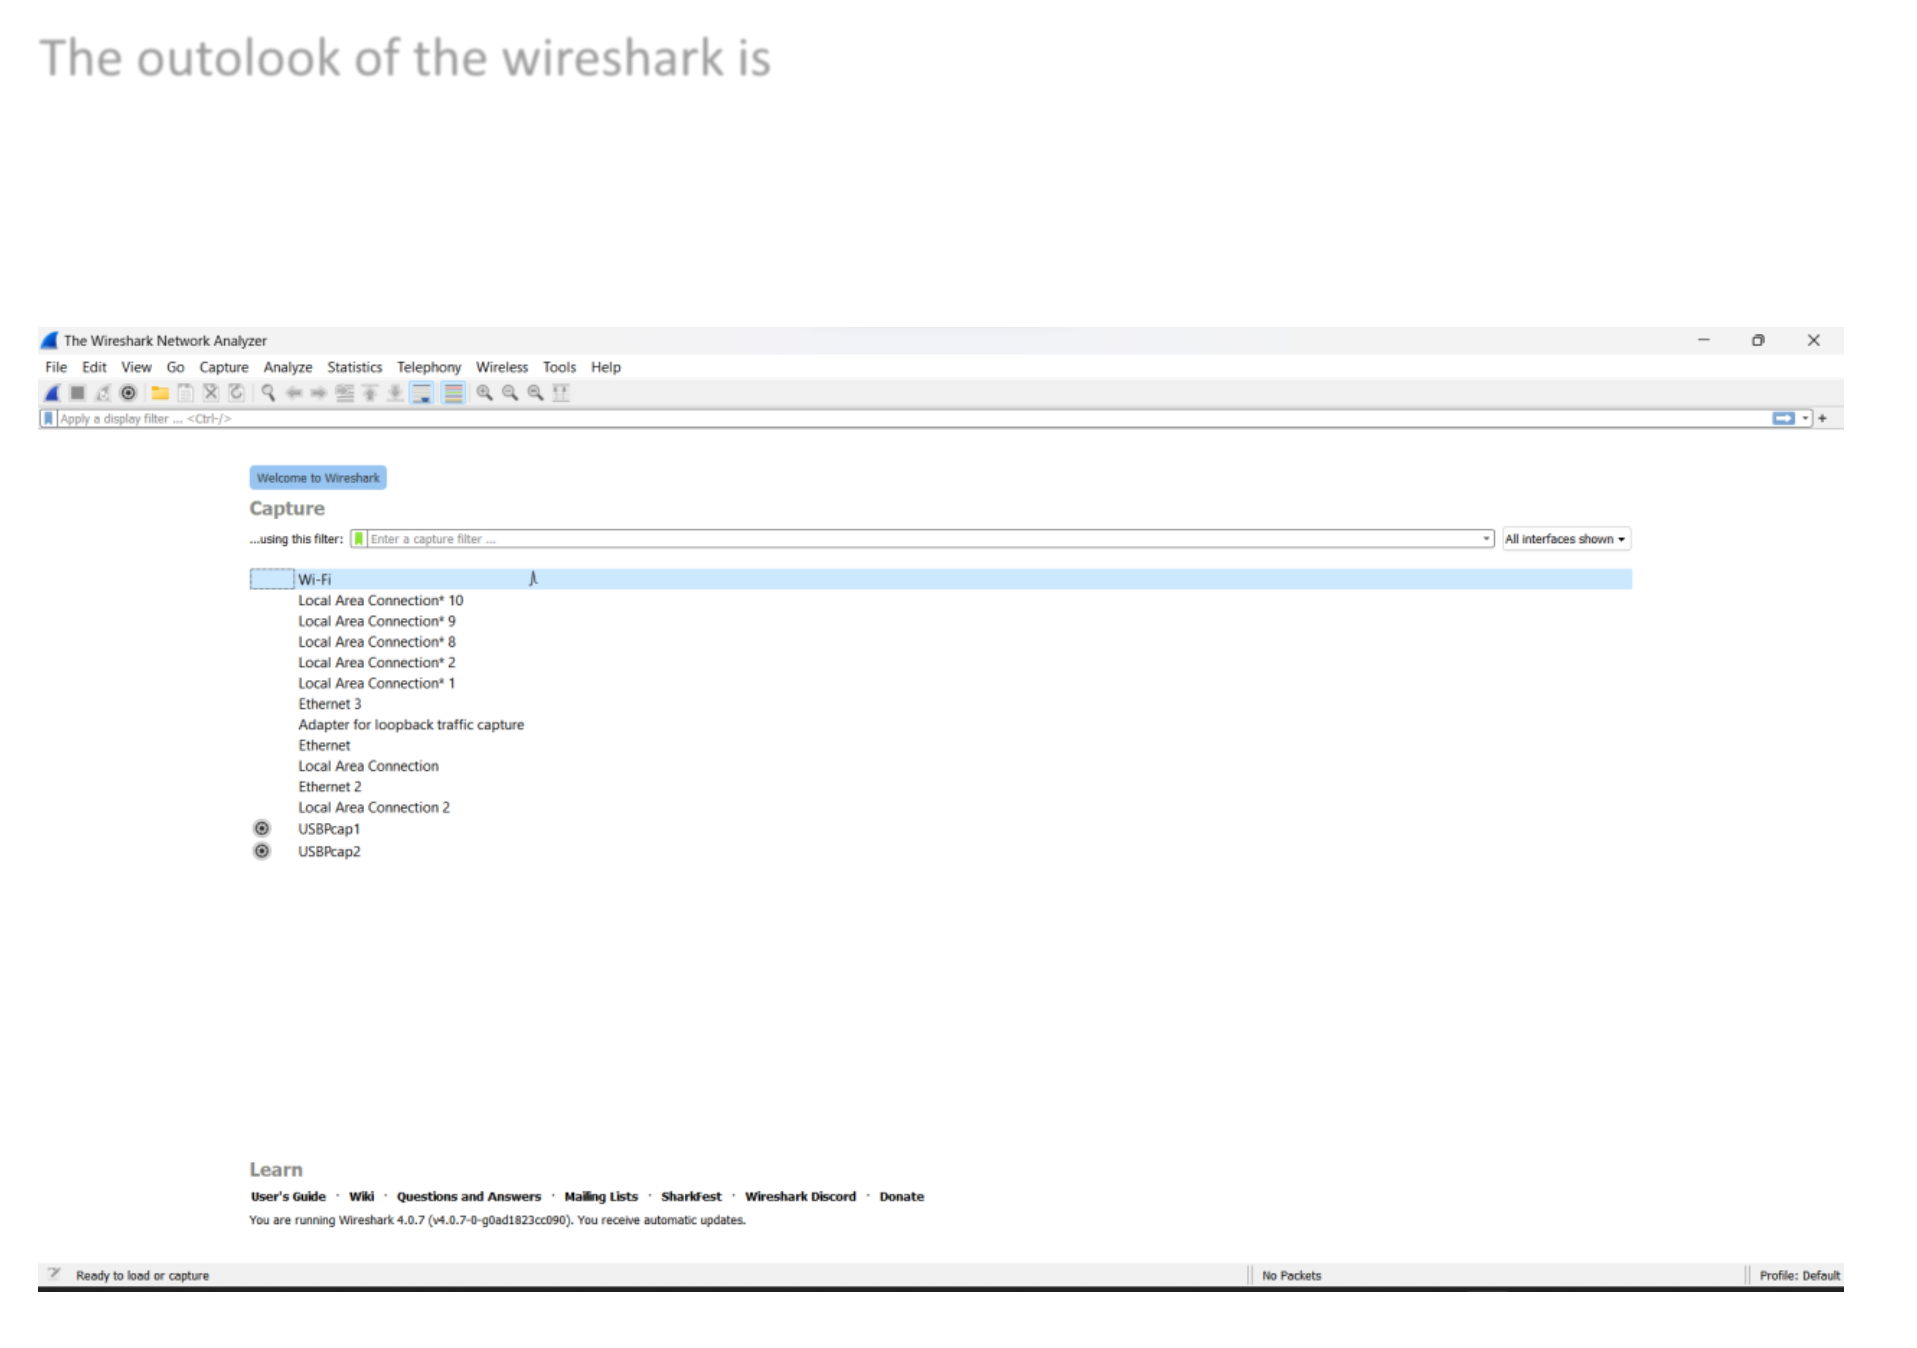 The outolook of the wireshark is
The Wireshark Network Analyzer
File Edit View Go Capture Analyze Statistics Telephony Wireless Tools Help
Apply a display filter ... <Ctrl-/>
+
Welcome to Wireshark
Capture
...using this filter: Enter a capture filter ... All interfaces shown
Wi-Fi
Local Area Connection* 10
Local Area Connection* 9
Local Area Connection* 8
Local Area Connection* 2
Local Area Connection* 1
Ethernet 3
Adapter for loopback traffic capture
Ethernet
Local Area Connection
Ethernet 2
Local Area Connection 2
USBPcap1
USBPcap2
Learn
User's Guide · Wiki · Questions and Answers · Mailing Lists · SharkFest · Wireshark Discord · Donate
You are running Wireshark 4.0.7 (v4.0.7-0-g0ad1823cc090). You receive automatic updates.
Ready to load or capture No Packets Profile: Default